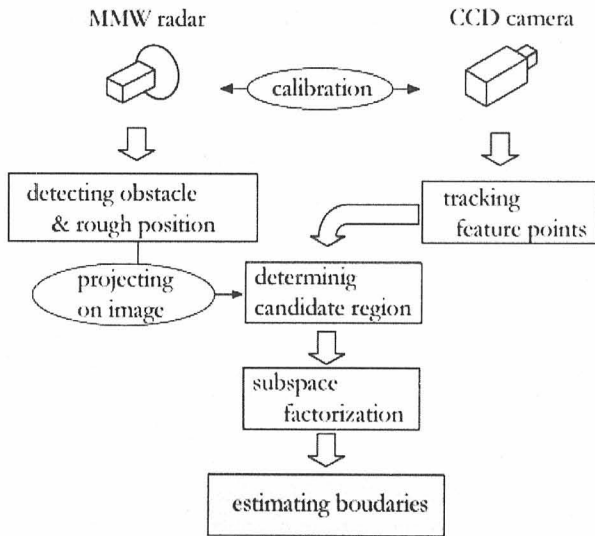 MMW radar
CCD camera
calibration
detecting obstacle
& rough position
tracking
feature points
projecting
on image
determinig
candidate region
subspace
factorization
estimating boudaries